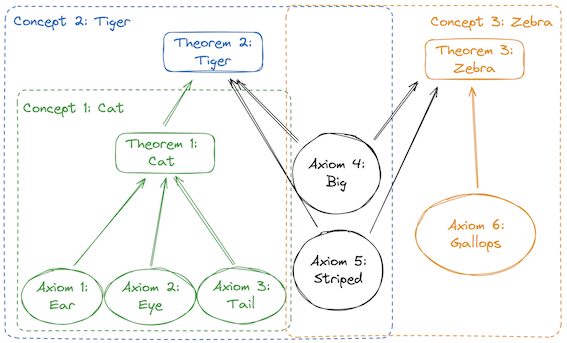 Concept 2: Tiger
Concept 3: Zebra
Theorem 2:
Tiger
Theorem 3:
Zebra
Concept 1: Cat
Theorem 1:
Cat
Axiom 4:
Big
Axiom 6:
Gallops
Axiom 5:
Striped
Axiom 1:
Ear
Axiom 2:
Eye
Axiom 3:
Tail